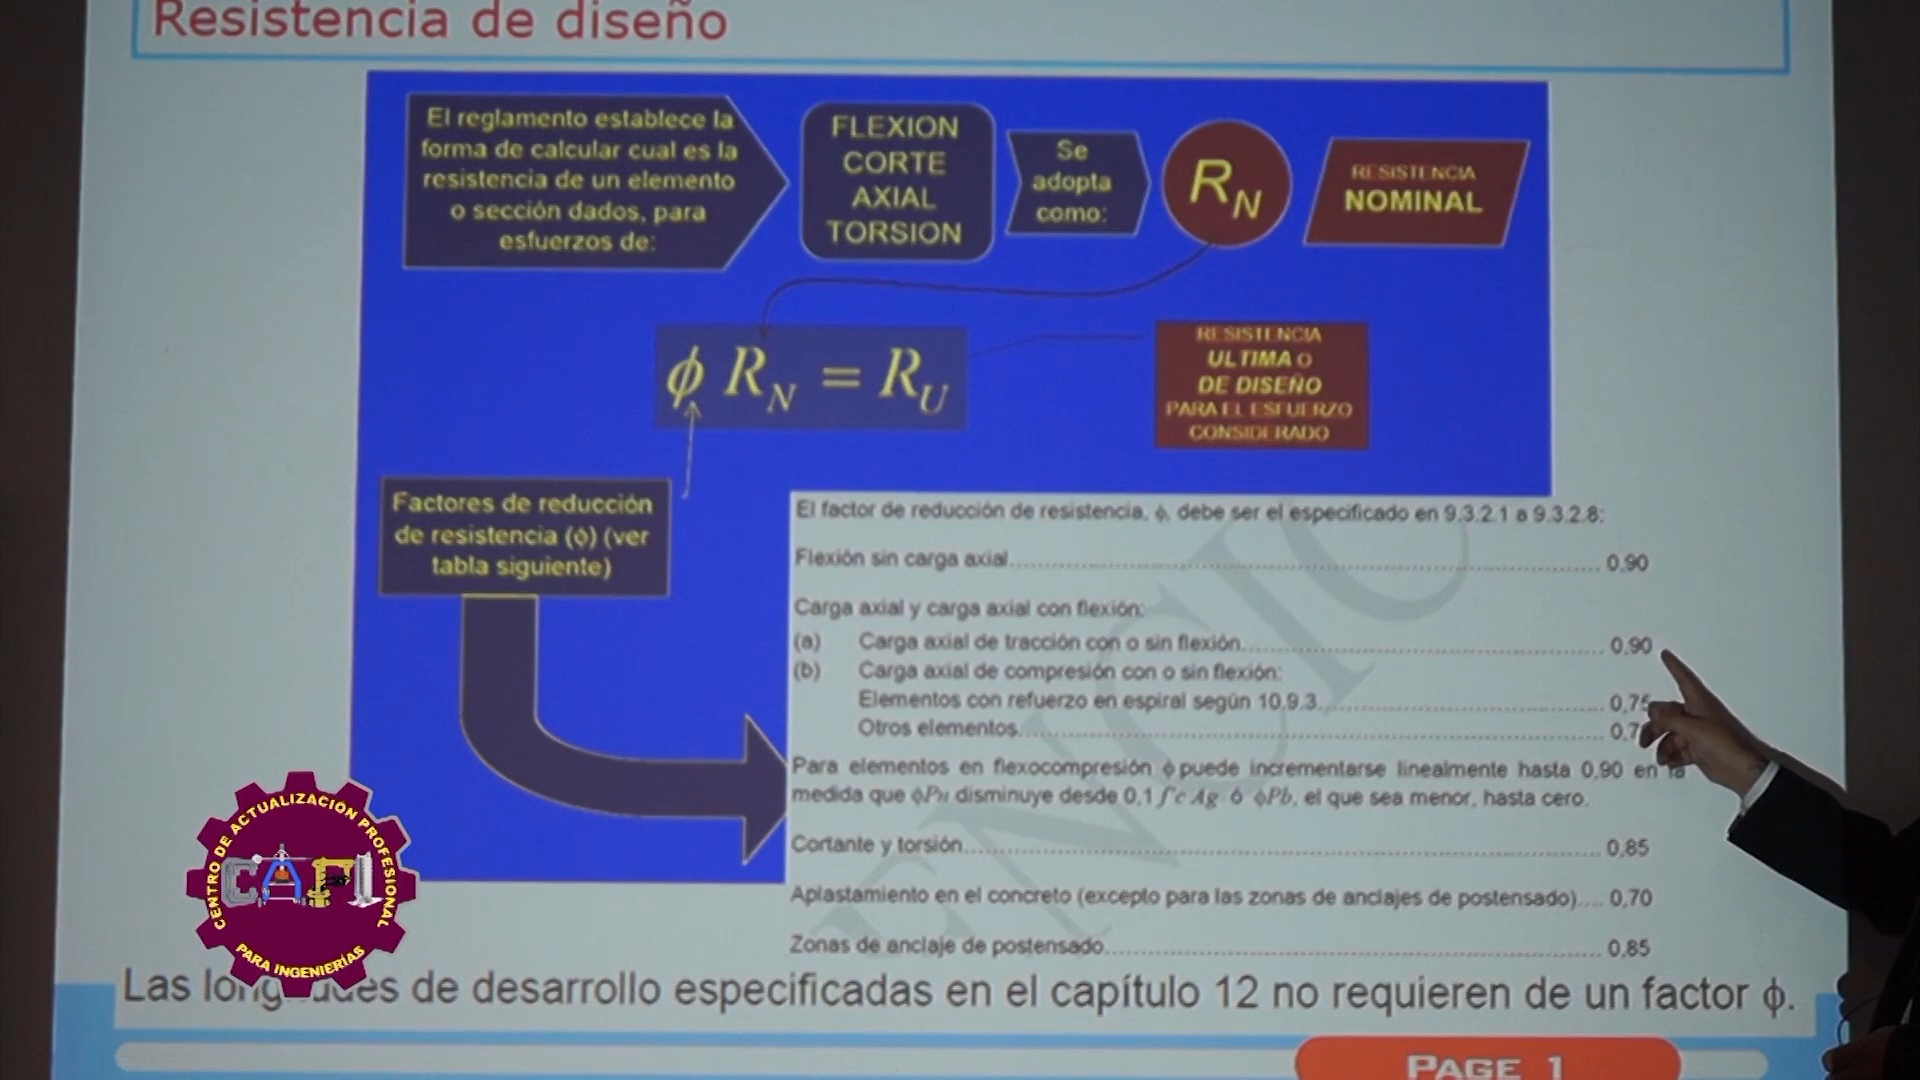 Resistencia de diseño
El reglamento establece la
forma de calcular cual es la
resistencia de un elemento
o sección dados, para
esfuerzos de:
FLEXION
CORTE
AXIAL
TORSION
Se
adopta
como:
R_N
RESISTENCIA
NOMINAL
ϕ R_N = R_U
RESISTENCIA
ULTIMA O
DE DISEÑO
PARA EL ESFUERZO
CONSIDERADO
Factores de reducción
de resistencia (ϕ) (ver
tabla siguiente)
El factor de reducción de resistencia, ϕ, debe ser el especificado en 9.3.2.1 a 9.3.2.8:
Flexión sin carga axial.......... 0,90
Carga axial y carga axial con flexión:
(a) Carga axial de tracción con o sin flexión.......... 0,90
(b) Carga axial de compresión con o sin flexión:
Elementos con refuerzo en espiral según 10.9.3.......... 0,75
Otros elementos..........
Para elementos en flexocompresión ϕ puede incrementarse linealmente hasta 0,90 en la
medida que ϕPn disminuye desde 0,1 f'c Ag ó ϕPb, el que sea menor, hasta cero.
Cortante y torsión.......... 0,85
Aplastamiento en el concreto (excepto para las zonas de anclajes de postensado).... 0,70
Zonas de anclaje de postensado.......... 0,85
CENTRO DE ACTUALIZACIÓN PROFESIONAL
CAPI
PARA INGENIERÍAS
Las de desarrollo especificadas en el capítulo 12 no requieren de un factor ϕ.
PAGE 1